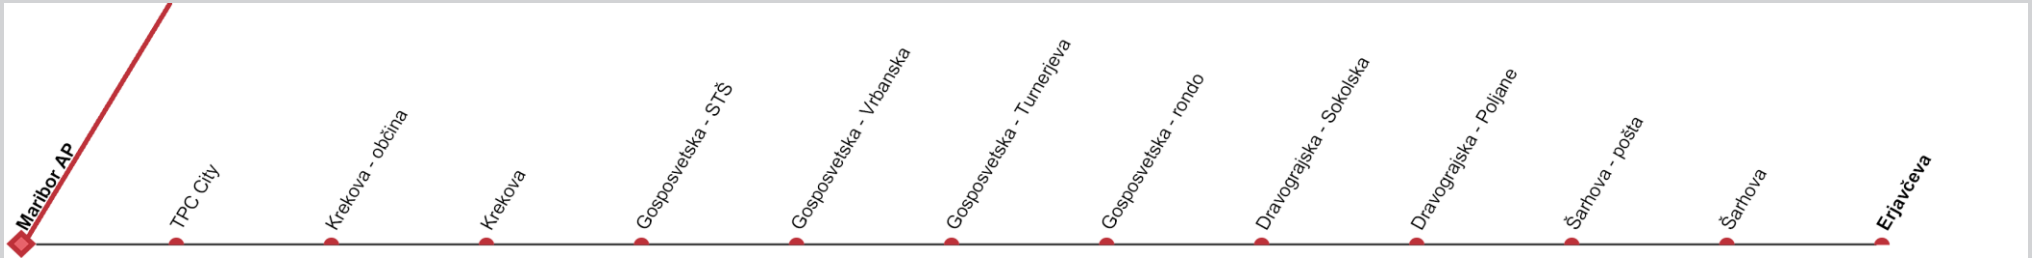 Maribor AP
TPC City
Krekova - občina
Krekova
Gosposvetska - STŠ
Gosposvetska - Vrbanska
Gosposvetska - Turnerjeva
Gosposvetska - rondo
Dravograjska - Sokolska
Dravograjska - Poljane
Šarhova - pošta
Šarhova
Erjavčeva